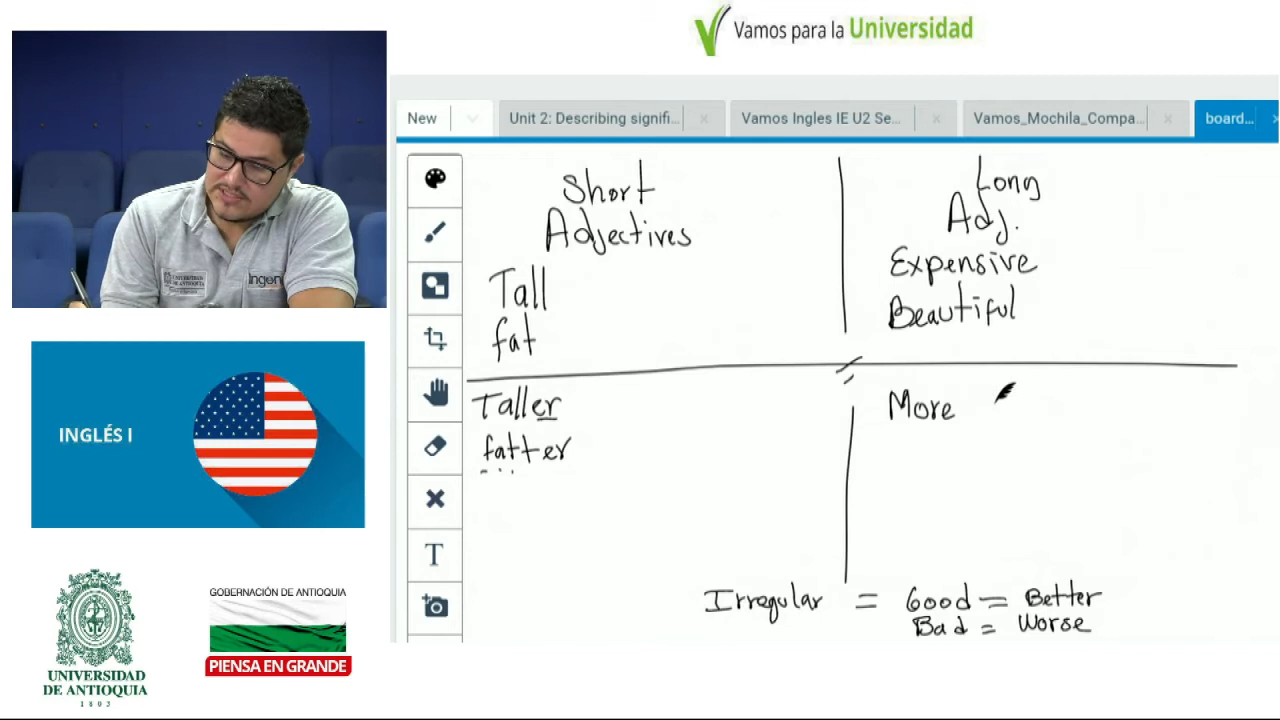 Vamos para la Universidad
New
Unit 2: Describing signifi...
Vamos Ingles IE U2 Se...
Vamos_Mochila_Compa...
board...
Short
Adjectives
Tall
fat
Long
Adj.
Expensive
Beautiful
Taller
fatter
More
Irregular = Good = Better
Bad = Worse
T
INGLÉS I
UNIVERSIDAD
DE ANTIOQUIA
1803
GOBERNACIÓN DE ANTIOQUIA
PIENSA EN GRANDE